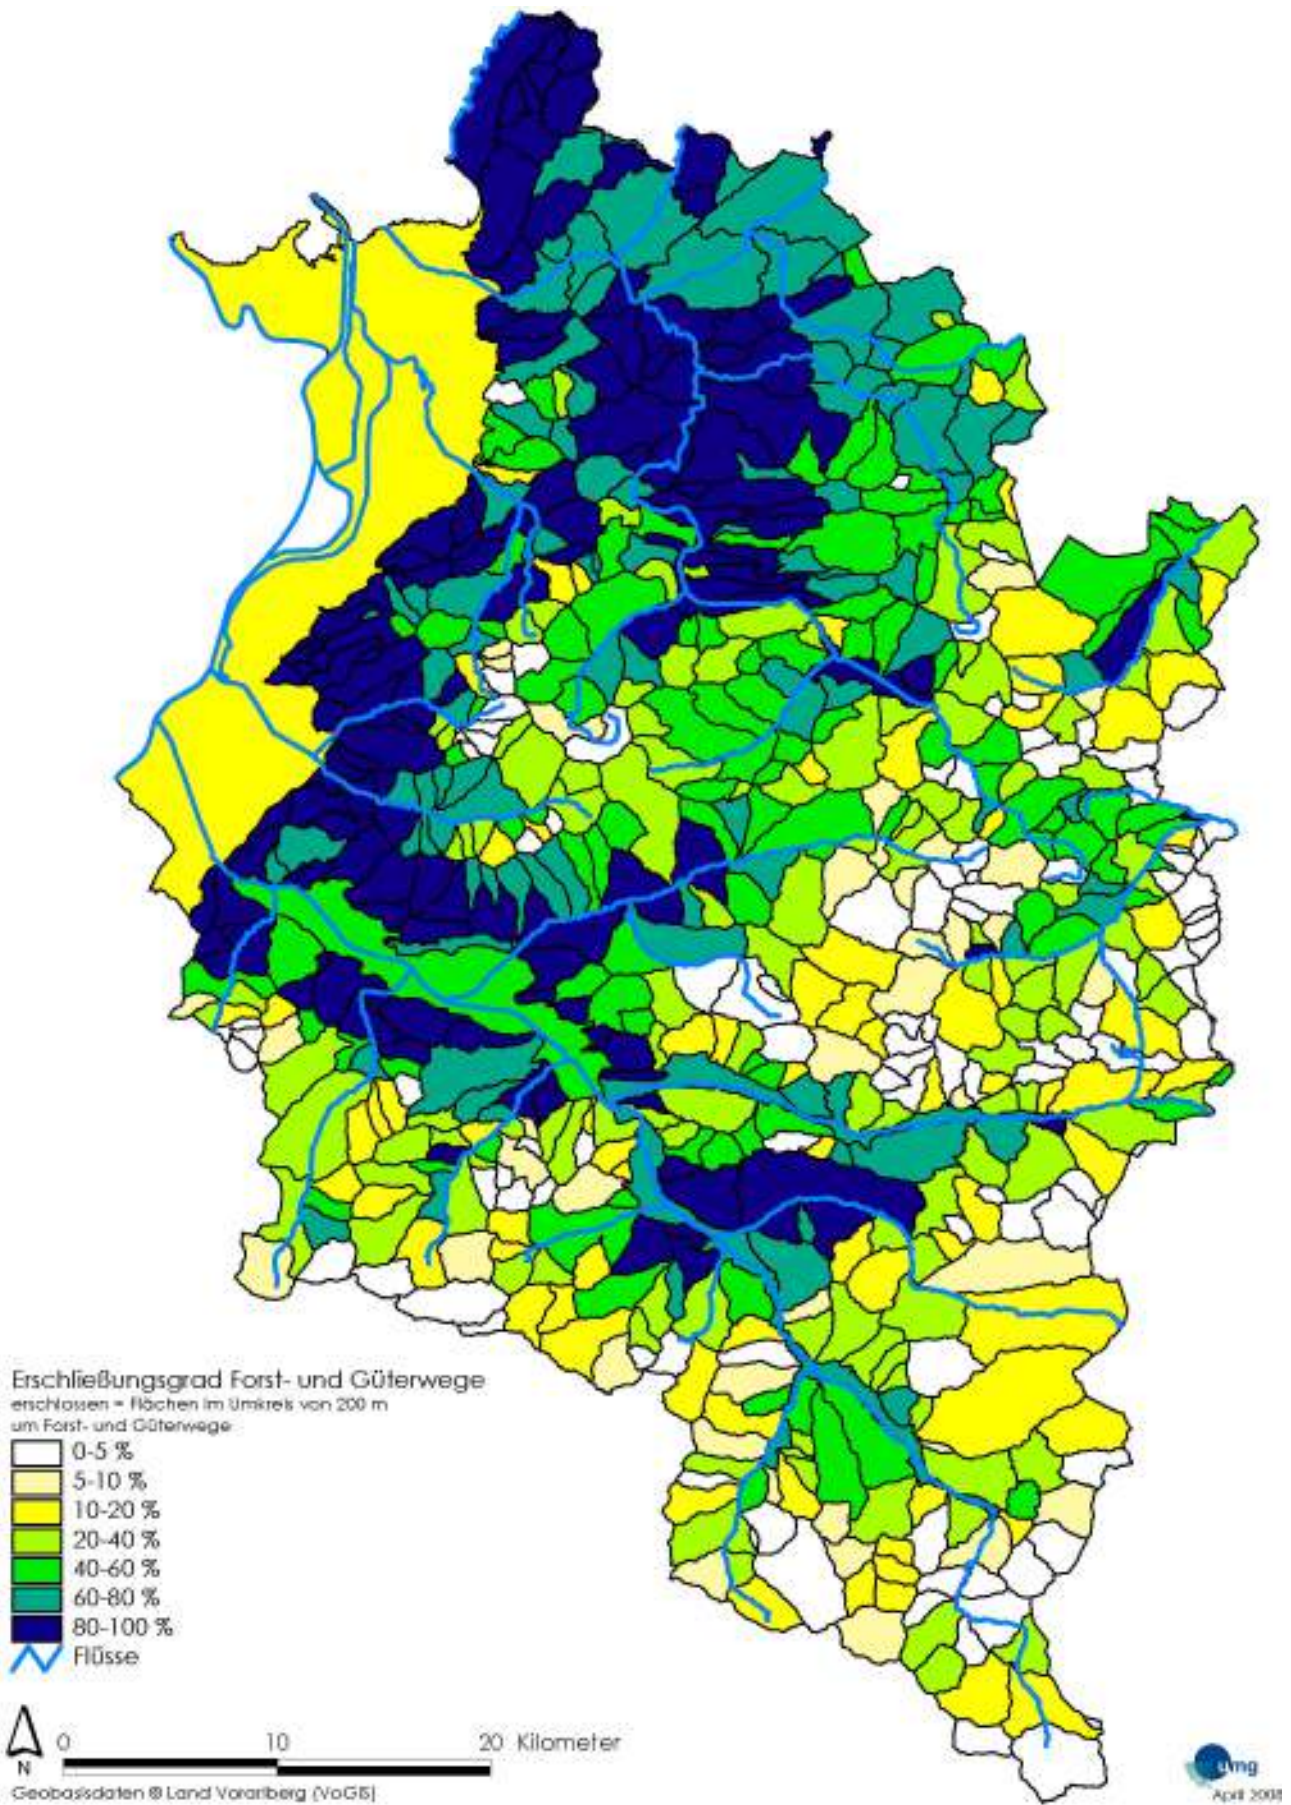 Erschließungsgrad Forst- und Güterwege
erschlossen = Flächen im Umkreis von 200 m
um Forst- und Güterwege
0-5 %
5-10 %
10-20 %
20-40 %
40-60 %
60-80 %
80-100 %
Flüsse
0 10 20 Kilometer
N
Geobasisdaten © Land Vorarlberg (VoGIS)
umg
April 2008